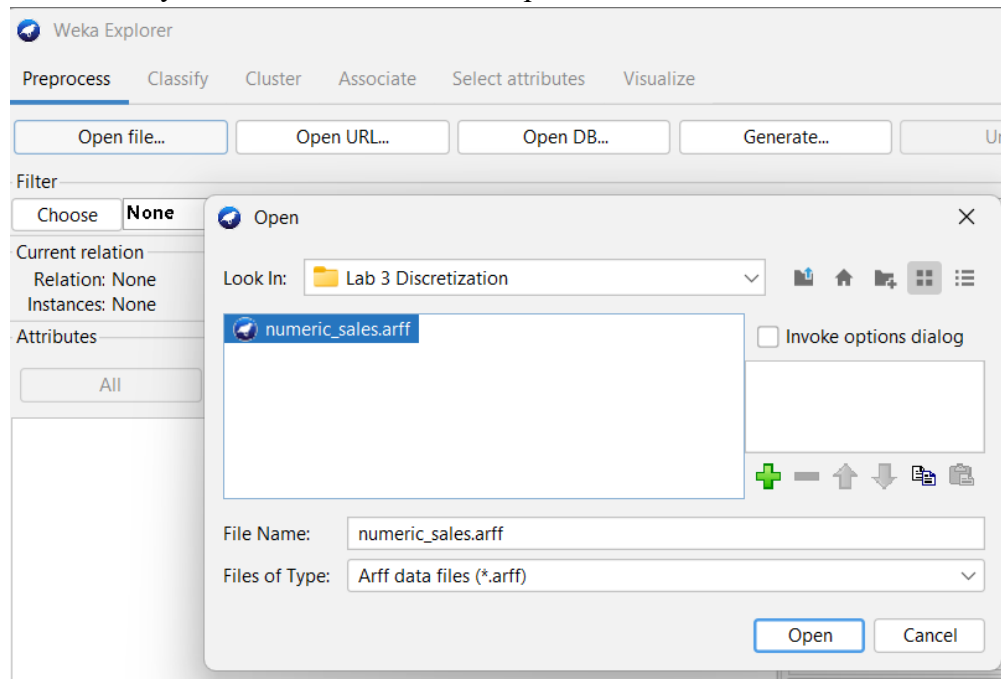 Weka Explorer
Preprocess Classify Cluster Associate Select attributes Visualize
Open file... Open URL... Open DB... Generate...
Filter
Choose None
Open
Current relation
Relation: None
Instances: None
Look In: Lab 3 Discretization
Attributes
numeric_sales.arff
Invoke options dialog
All
File Name: numeric_sales.arff
Files of Type: Arff data files (*.arff)
Open Cancel